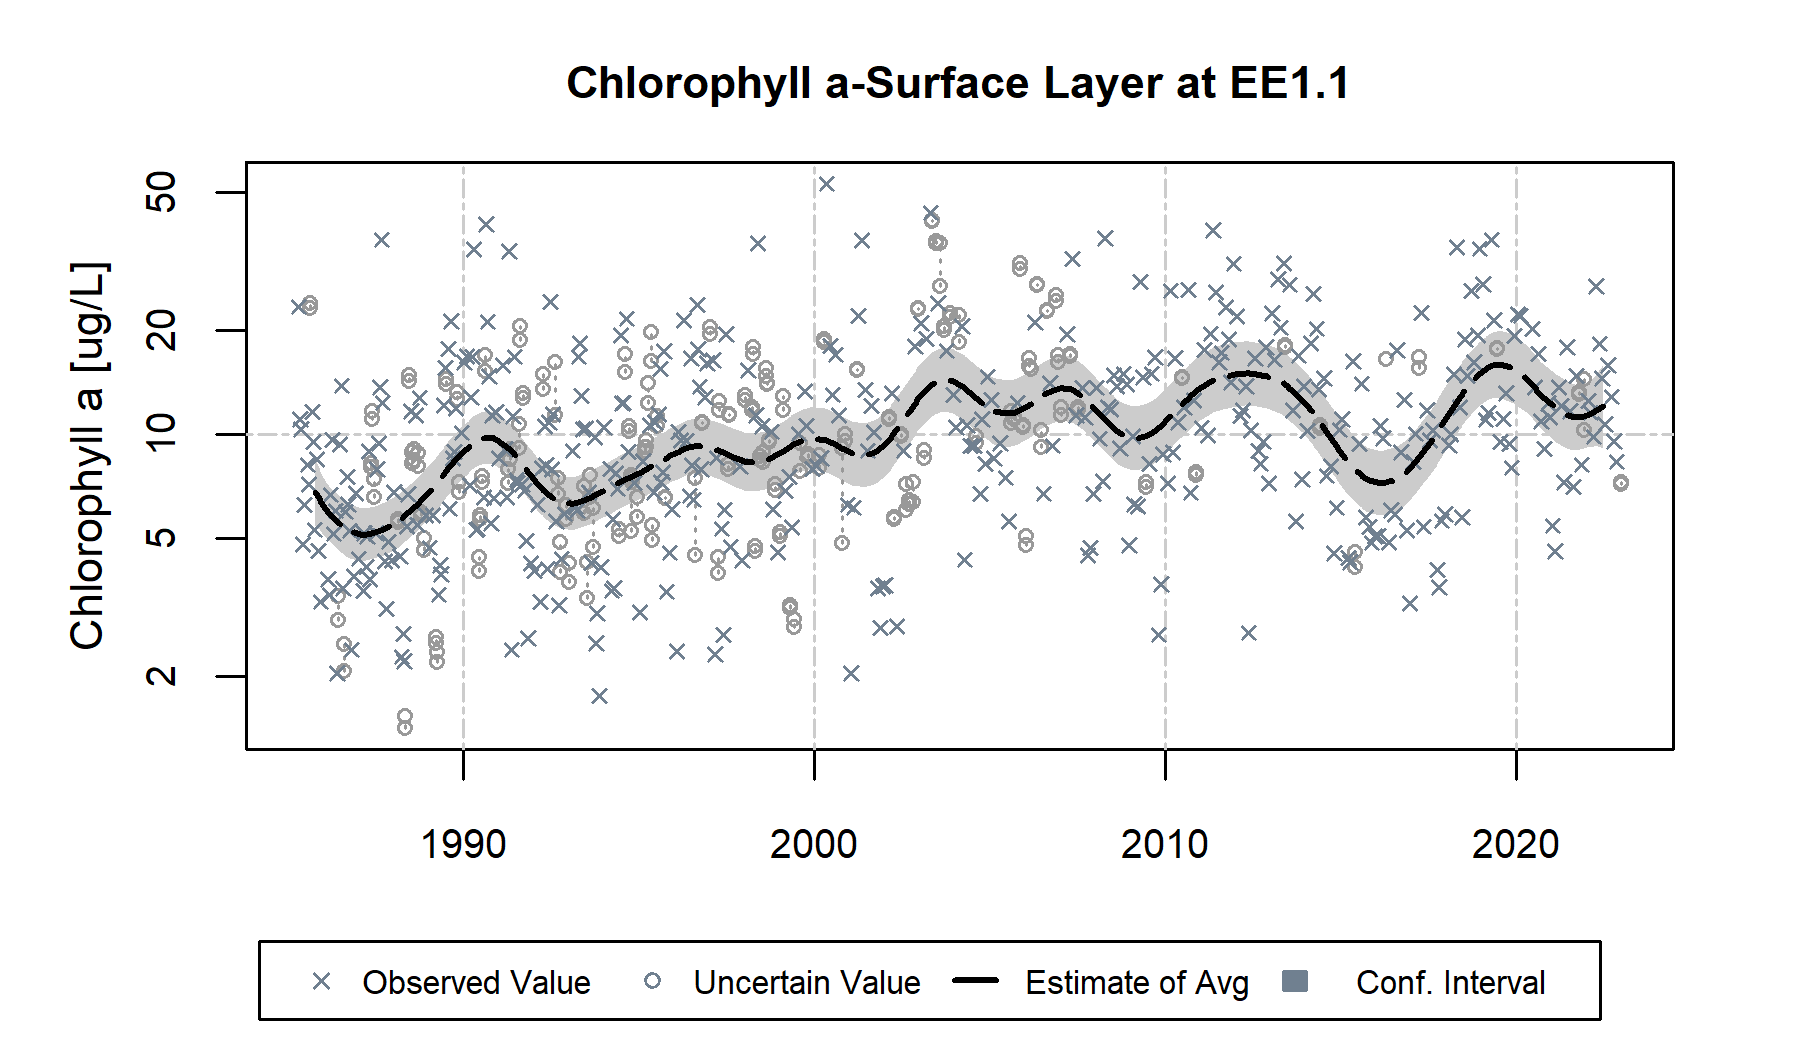 Chlorophyll a-Surface Layer at EE1.1
Chlorophyll a [ug/L]
50
20
10
5
2
1990 2000 2010 2020
Observed Value Uncertain Value Estimate of Avg Conf. Interval